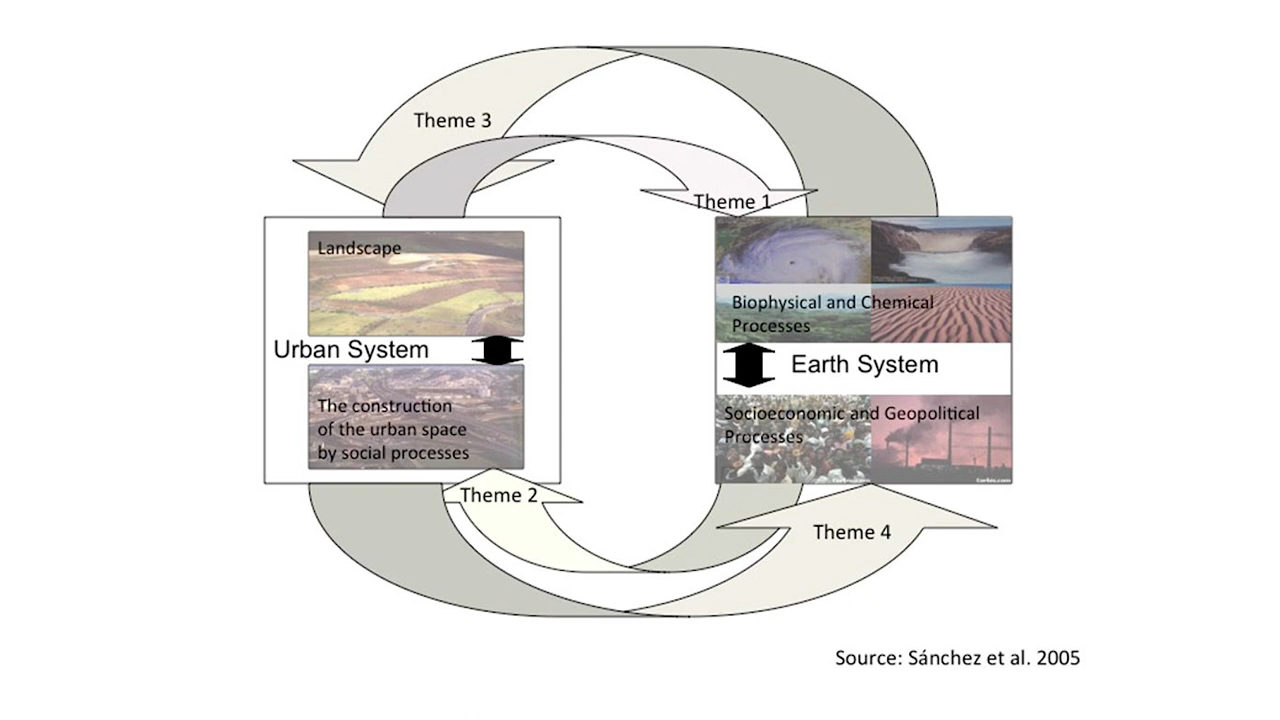 Theme 3
Theme 1
Landscape
Urban System
The construction
of the urban space
by social processes
Biophysical and Chemical
Processes
Earth System
Socioeconomic and Geopolitical
Processes
Theme 2
Theme 4
Source: Sánchez et al. 2005